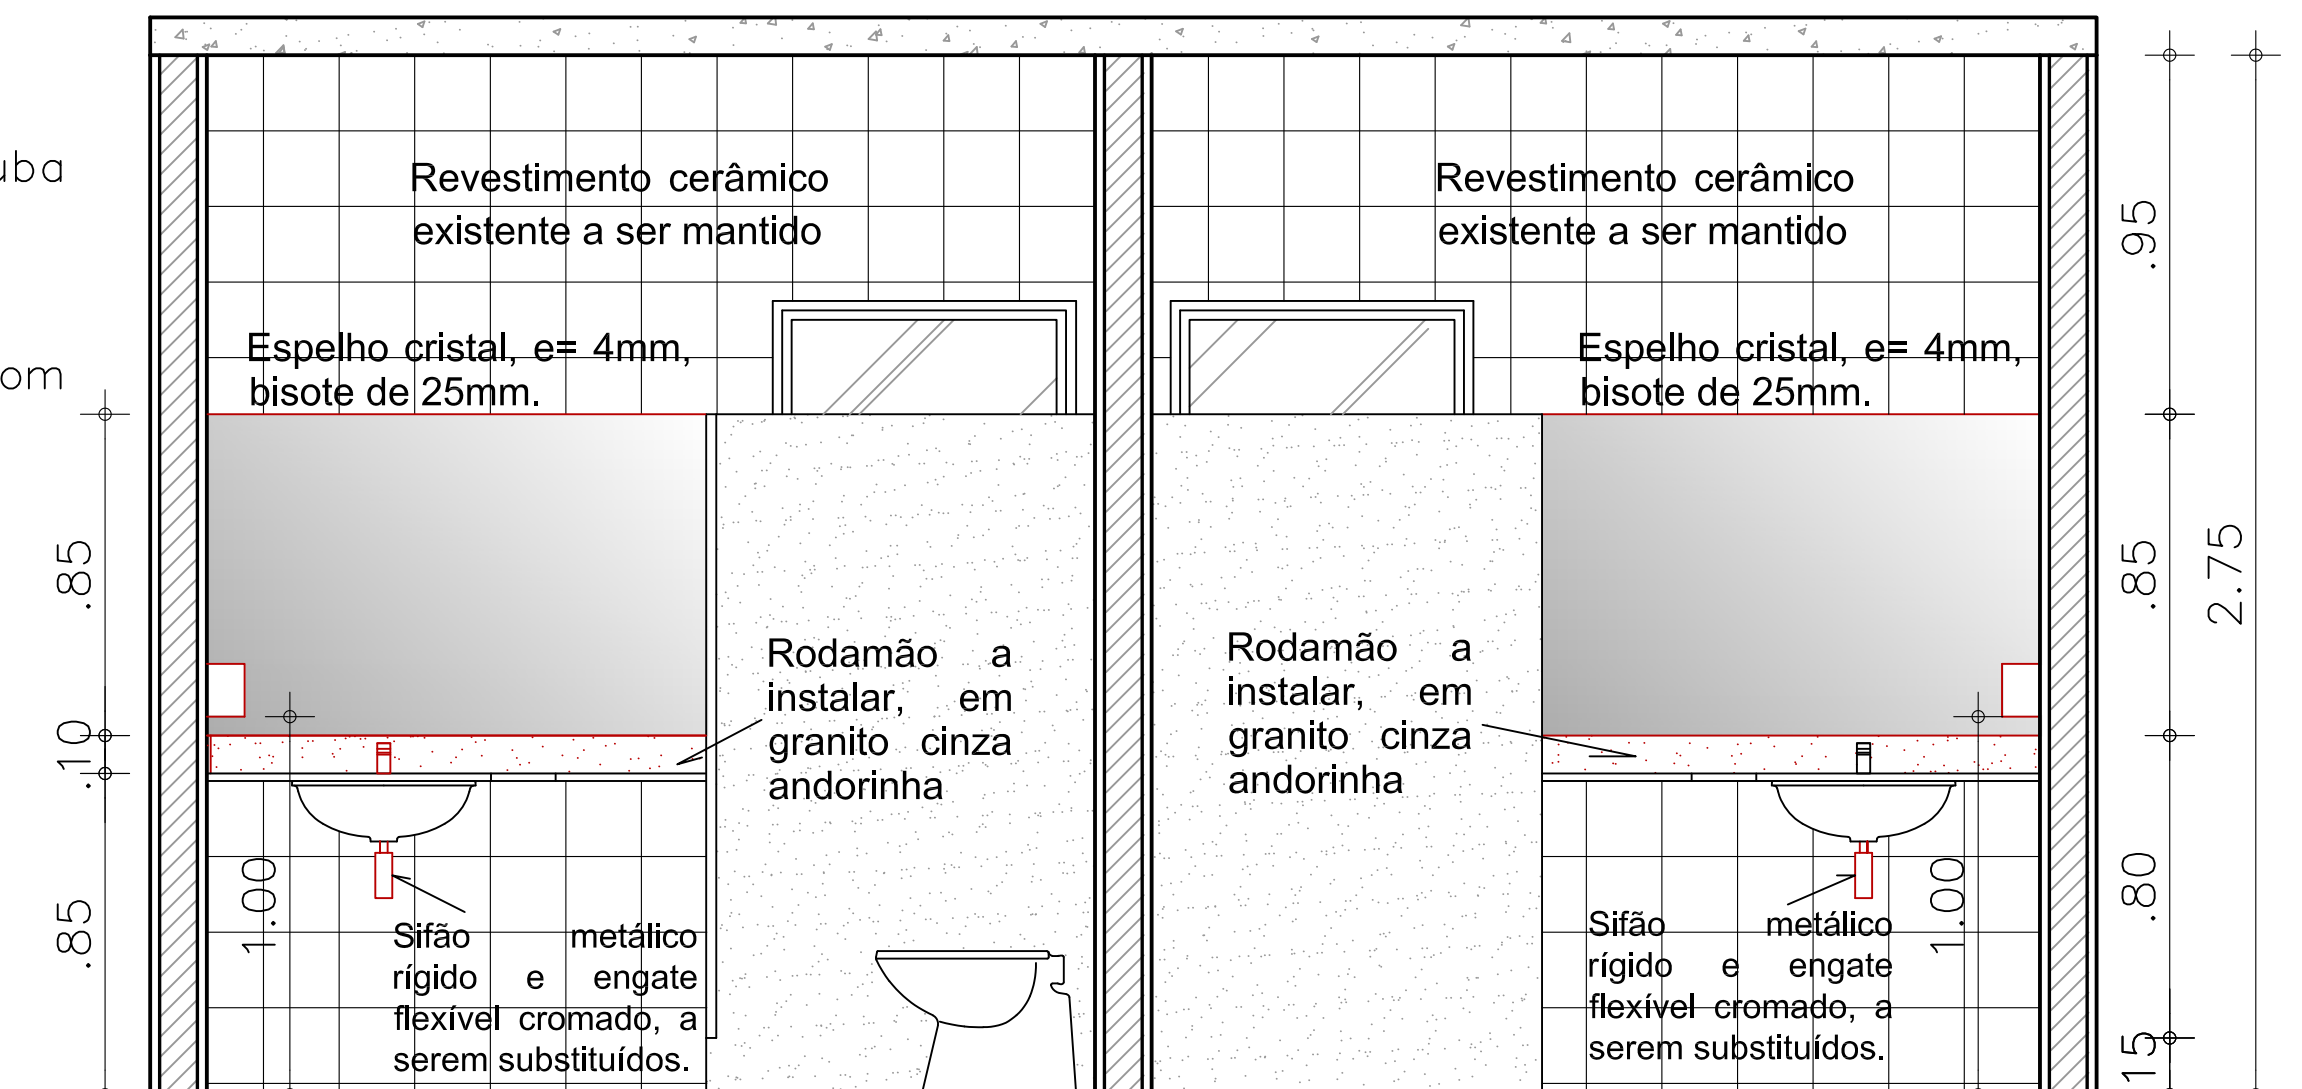 uba
om
Revestimento cerâmico
existente a ser mantido
Espelho cristal, e= 4mm,
bisote de 25mm.
Rodamão a
instalar, em
granito cinza
andorinha
Sifão metálico
rígido e engate
flexível cromado, a
serem substituídos.
.85
.10
.85
1.00
Revestimento cerâmico
existente a ser mantido
Espelho cristal, e= 4mm,
bisote de 25mm.
Rodamão a
instalar, em
granito cinza
andorinha
Sifão metálico
rígido e engate
flexível cromado, a
serem substituídos.
1.00
.95
.85
.80
15
2.75